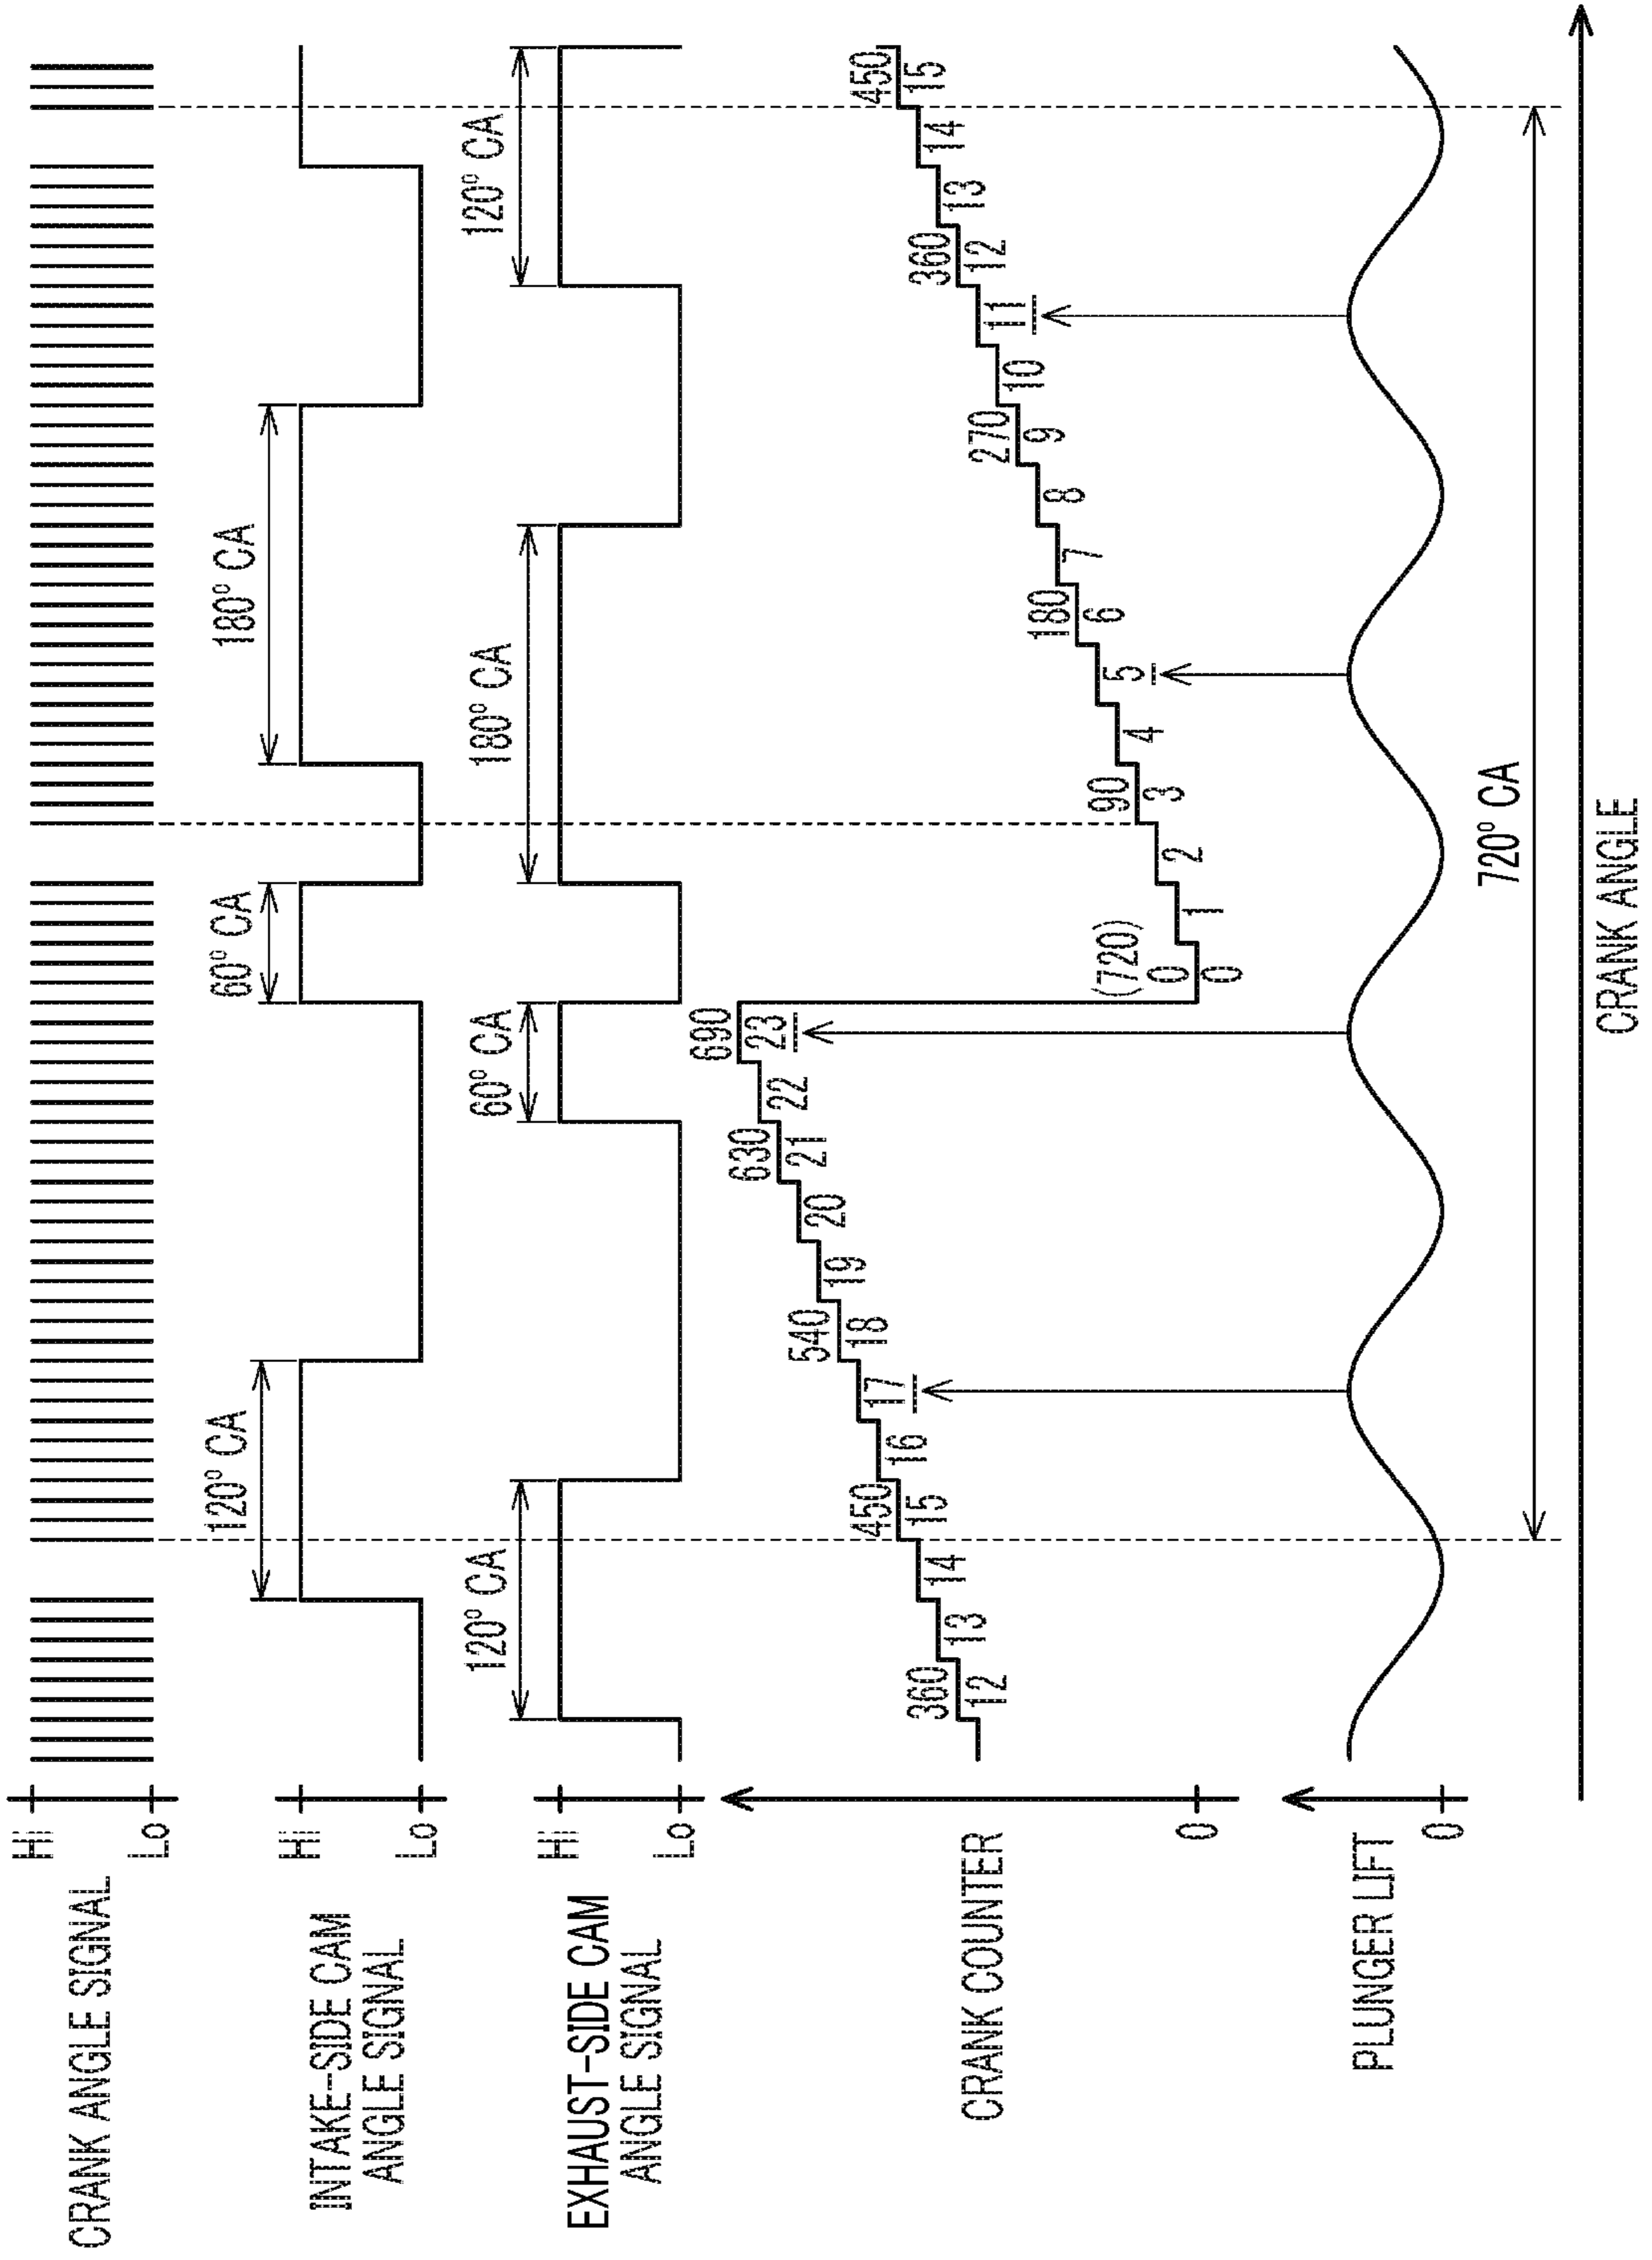 CRANK ANGLE SIGNAL
Hi
Lo
INTAKE-SIDE CAM
ANGLE SIGNAL
Hi
Lo
120° CA
60° CA
180° CA
EXHAUST-SIDE CAM
ANGLE SIGNAL
Hi
Lo
120° CA
60° CA
180° CA
120° CA
CRANK COUNTER
0
360
12
13
14
450
15
16
17
540
18
19
20
630
21
22
690
23
(720)
0
0
1
2
90
3
4
5
180
6
7
8
270
9
10
11
360
12
13
14
450
15
PLUNGER LIFT
0
720° CA
CRANK ANGLE